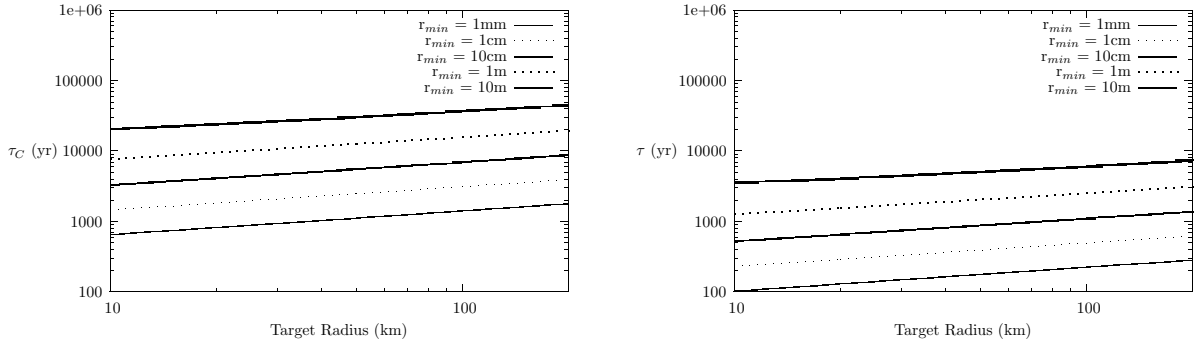 1e+06
r_min = 1mm
r_min = 1cm
r_min = 10cm
r_min = 1m
r_min = 10m
100000
τ_C (yr) 10000
1000
100
10 100
Target Radius (km)
1e+06
r_min = 1mm
r_min = 1cm
r_min = 10cm
r_min = 1m
r_min = 10m
100000
τ (yr) 10000
1000
100
10 100
Target Radius (km)